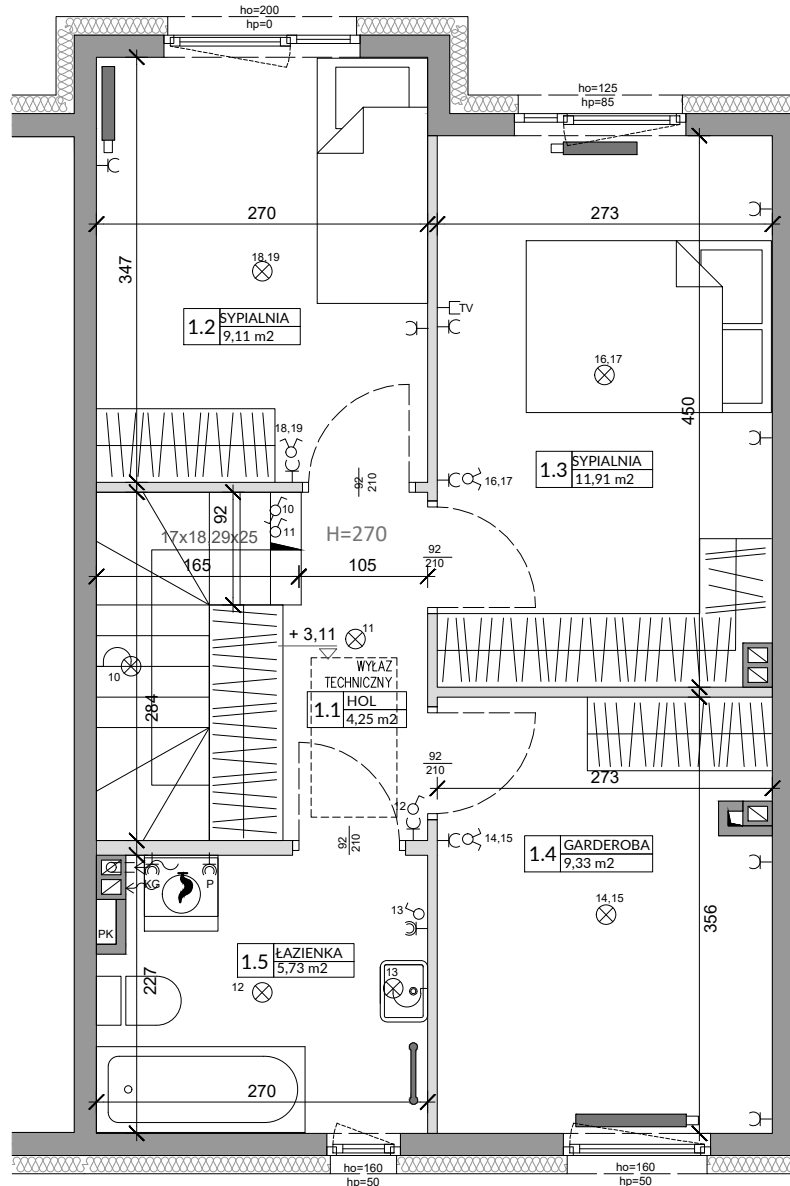 ho=200
hp=0
ho=125
hp=85
270
273
347
18,19
TV
1.2 SYPIALNIA
9,11 m2
16,17
450
18,19
1.3 SYPIALNIA
11,91 m2
16,17
92
210
92
10
17x18,29x25
11
H=270
92
210
165
105
+ 3,11
11
WYŁAZ
TECHNICZNY
10
284
1.1 HOL
4,25 m2
92
210
273
12
92
210
14,15
1.4 GARDEROBA
9,33 m2
KG
P
14,15
13
PK
356
1.5 ŁAZIENKA
5,73 m2
227
12
13
270
ho=160
hp=50
ho=160
hp=50